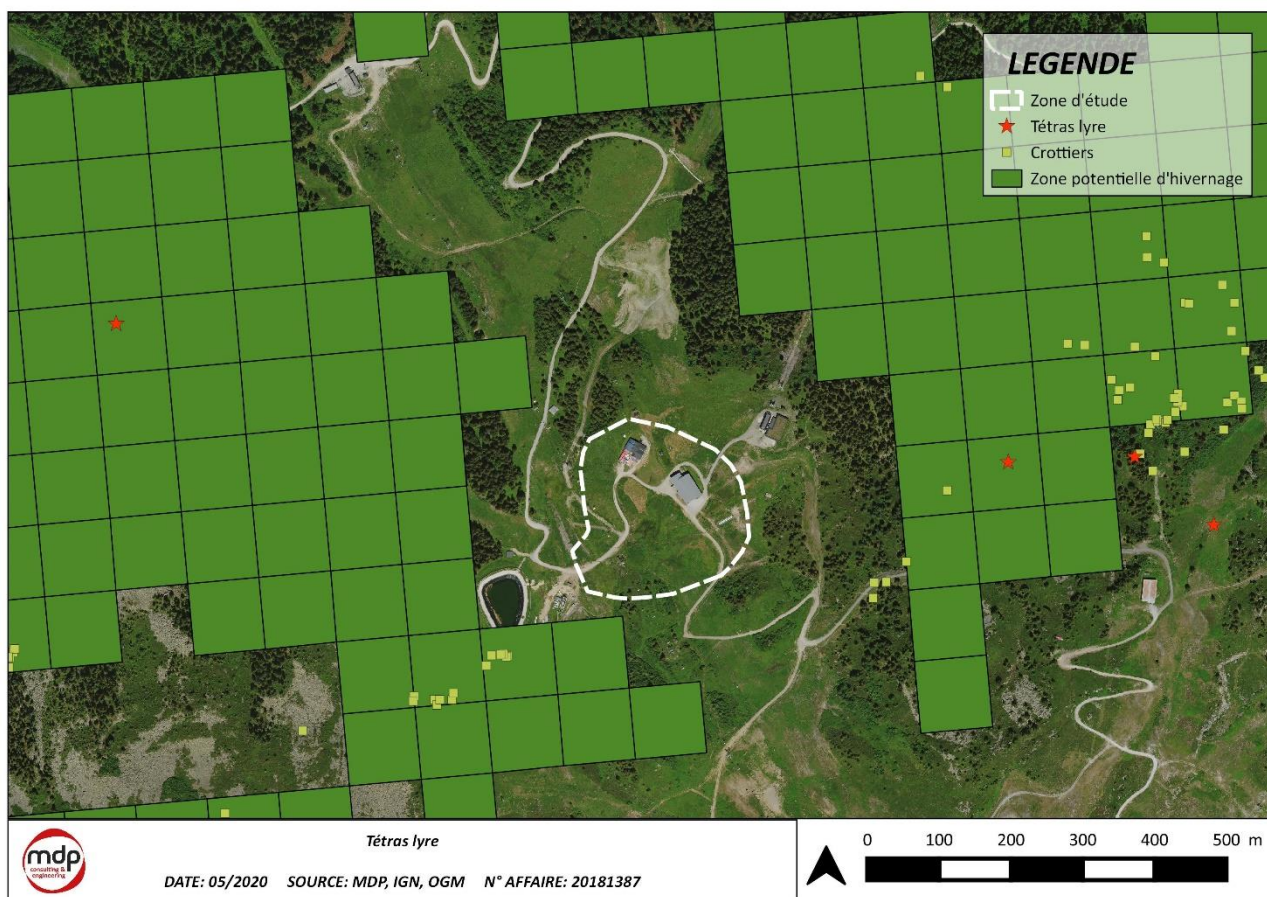 LEGENDE
Zone d'étude
Tétras lyre
Crottiers
Zone potentielle d'hivernage
mdp
consulting &
engineering
Tétras lyre
DATE: 05/2020 SOURCE: MDP, IGN, OGM N° AFFAIRE: 20181387
0 100 200 300 400 500 m